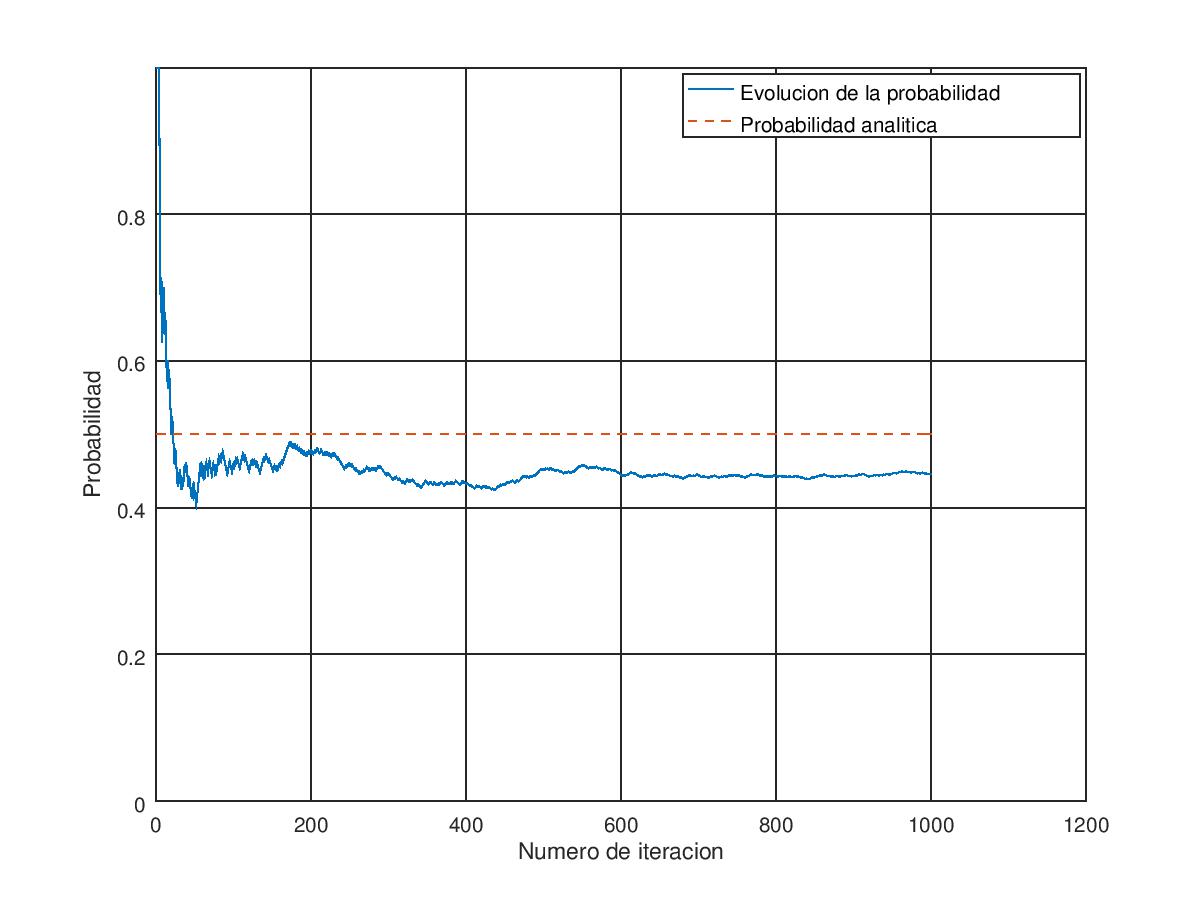 Evolucion de la probabilidad
Probabilidad analitica
0.8
0.6
0.4
0.2
0
Probabilidad
0 200 400 600 800 1000 1200
Numero de iteracion